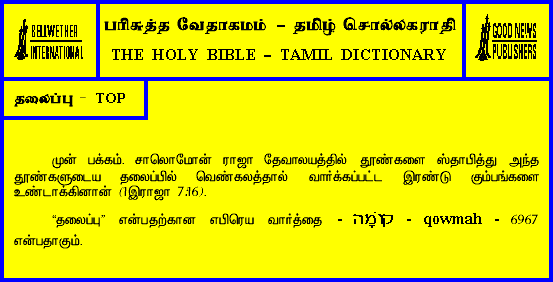 BELLWETHER
INTERNATIONAL
பரிசுத்த வேதாகமம் – தமிழ் சொல்லகராதி
THE HOLY BIBLE – TAMIL DICTIONARY
GOOD NEWS
PUBLISHERS
தலைப்பு – TOP
முன் பக்கம். சாலொமோன் ராஜா தேவாலயத்தில் தூண்களை ஸ்தாபித்து அந்த
தூண்களுடைய தலைப்பில் வெண்கலத்தால் வார்க்கப்பட்ட இரண்டு கும்பங்களை
உண்டாக்கினான் (1இராஜா 7:16).
“தலைப்பு” என்பதற்கான எபிரெய வார்த்தை - קוֹמָה - qowmah - 6967
என்பதாகும்.